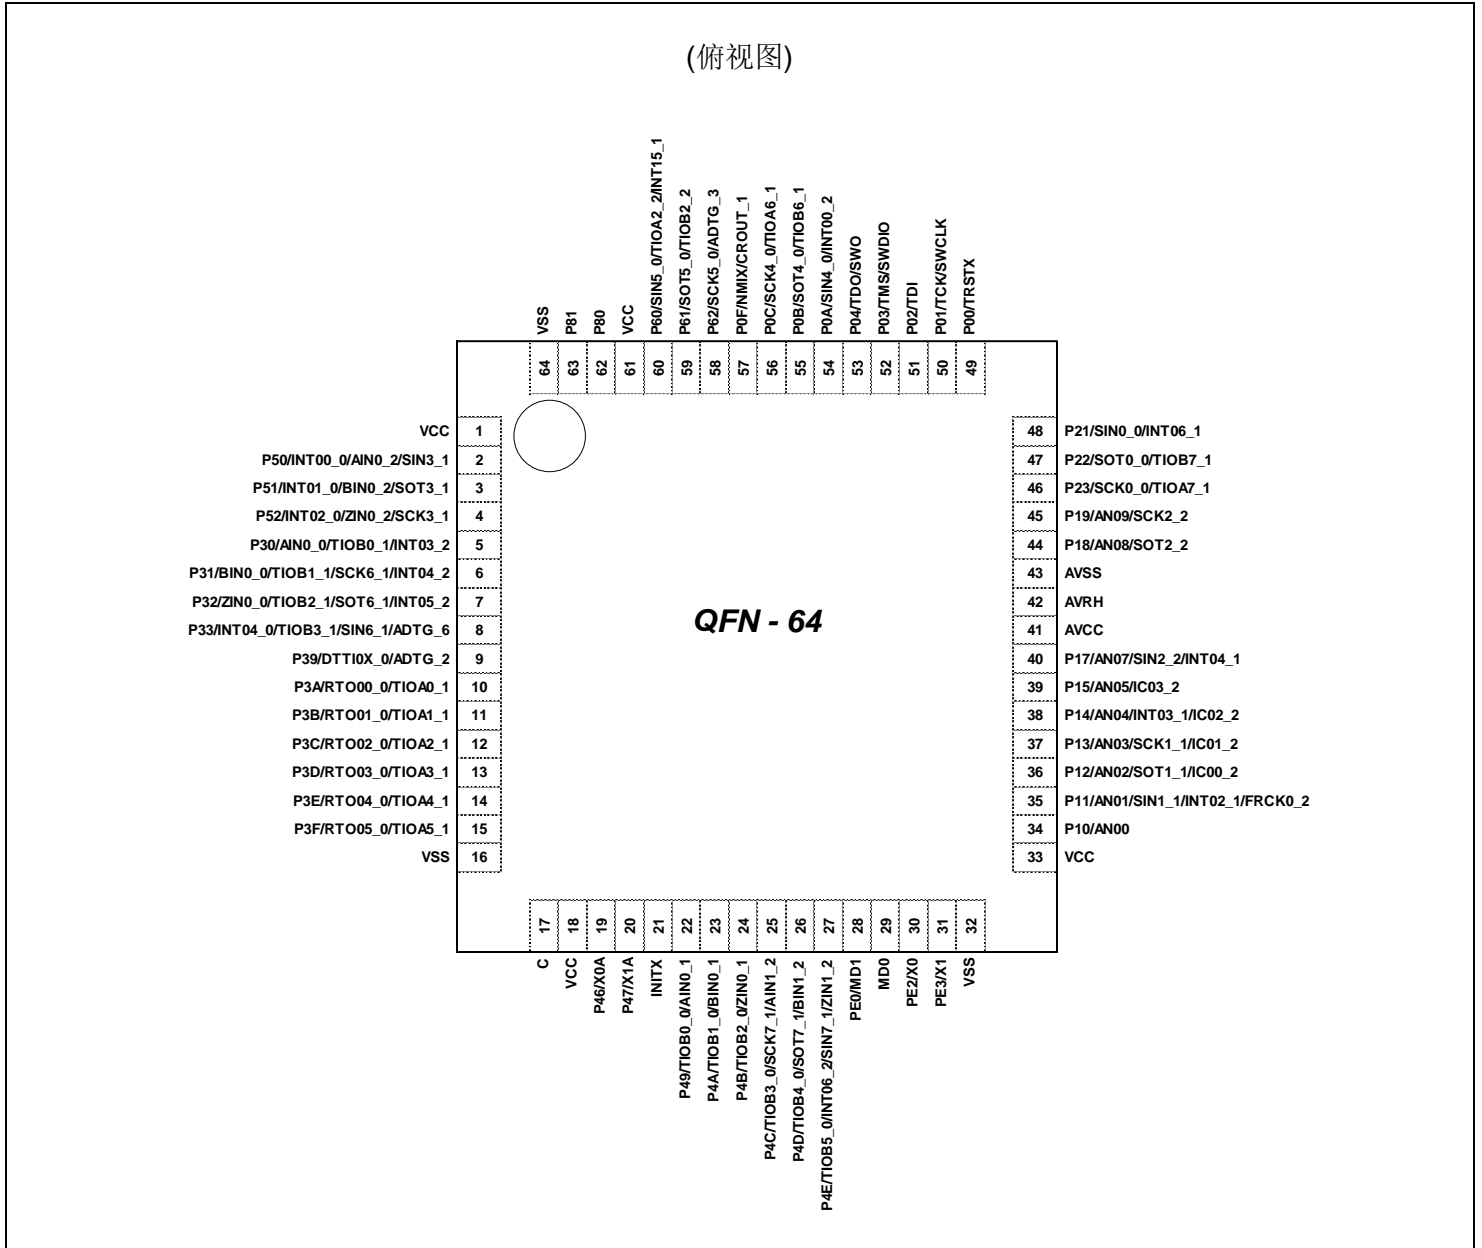 (俯视图)
VSS
P81
P80
VCC
P60/SIN5_0/TIOA2_2/INT15_1
P61/SOT5_0/TIOB2_2
P62/SCK5_0/ADTG_3
P0F/NMIX/CROUT_1
P0C/SCK4_0/TIOA6_1
P0B/SOT4_0/TIOB6_1
P0A/SIN4_0/INT00_2
P04/TDO/SWO
P03/TMS/SWDIO
P02/TDI
P01/TCK/SWCLK
P00/TRSTX
64 63 62 61 60 59 58 57 56 55 54 53 52 51 50 49
VCC 1
P50/INT00_0/AIN0_2/SIN3_1 2
P51/INT01_0/BIN0_2/SOT3_1 3
P52/INT02_0/ZIN0_2/SCK3_1 4
P30/AIN0_0/TIOB0_1/INT03_2 5
P31/BIN0_0/TIOB1_1/SCK6_1/INT04_2 6
P32/ZIN0_0/TIOB2_1/SOT6_1/INT05_2 7
P33/INT04_0/TIOB3_1/SIN6_1/ADTG_6 8
P39/DTTI0X_0/ADTG_2 9
P3A/RTO00_0/TIOA0_1 10
P3B/RTO01_0/TIOA1_1 11
P3C/RTO02_0/TIOA2_1 12
P3D/RTO03_0/TIOA3_1 13
P3E/RTO04_0/TIOA4_1 14
P3F/RTO05_0/TIOA5_1 15
VSS 16
QFN - 64
48 P21/SIN0_0/INT06_1
47 P22/SOT0_0/TIOB7_1
46 P23/SCK0_0/TIOA7_1
45 P19/AN09/SCK2_2
44 P18/AN08/SOT2_2
43 AVSS
42 AVRH
41 AVCC
40 P17/AN07/SIN2_2/INT04_1
39 P15/AN05/IC03_2
38 P14/AN04/INT03_1/IC02_2
37 P13/AN03/SCK1_1/IC01_2
36 P12/AN02/SOT1_1/IC00_2
35 P11/AN01/SIN1_1/INT02_1/FRCK0_2
34 P10/AN00
33 VCC
17 18 19 20 21 22 23 24 25 26 27 28 29 30 31 32
C
VCC
P46/X0A
P47/X1A
INITX
P49/TIOB0_0/AIN0_1
P4A/TIOB1_0/BIN0_1
P4B/TIOB2_0/ZIN0_1
P4C/TIOB3_0/SCK7_1/AIN1_2
P4D/TIOB4_0/SOT7_1/BIN1_2
P4E/TIOB5_0/INT06_2/SIN7_1/ZIN1_2
PE0/MD1
MD0
PE2/X0
PE3/X1
VSS